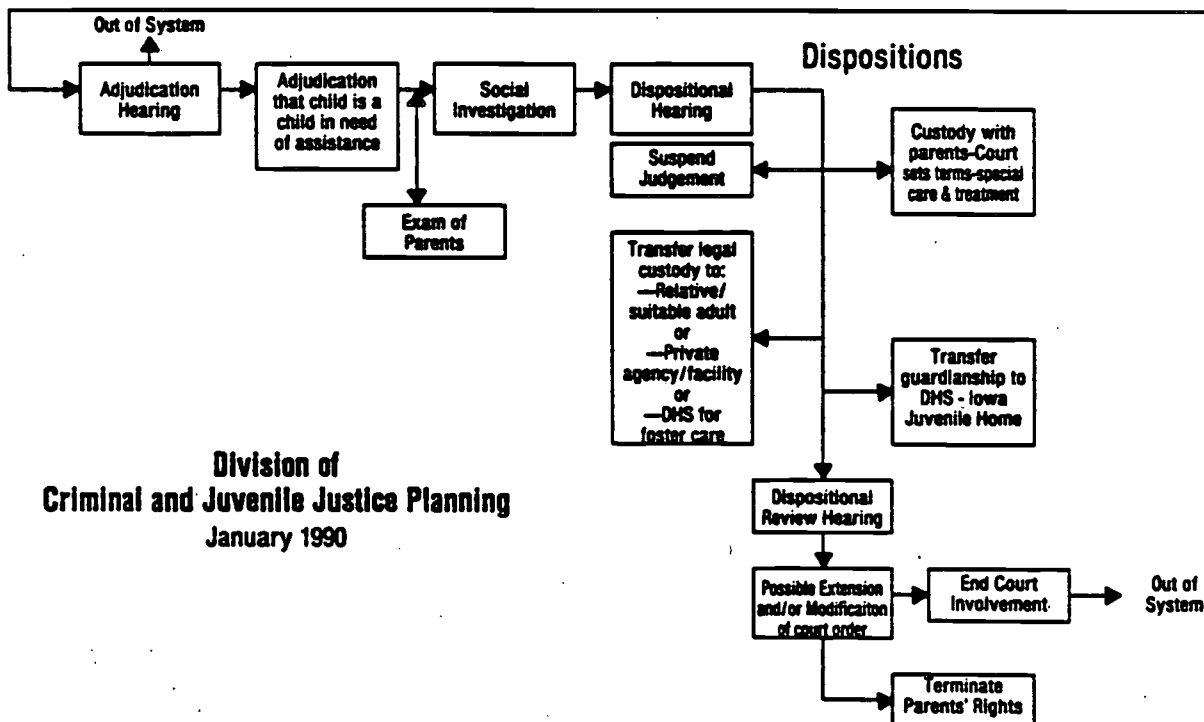 Out of System
Dispositions
Adjudication
Hearing
Adjudication
that child is a
child in need
of assistance
Social
Investigation
Dispositional
Hearing
Suspend
Judgement
Custody with
parents-Court
sets terms-special
care & treatment
Exam of
Parents
Transfer legal
custody to:
—Relative/
suitable adult
or
—Private
agency/facility
or
—DHS for
foster care
Transfer
guardianship to
DHS - Iowa
Juvenile Home
Division of
Criminal and Juvenile Justice Planning
January 1990
Dispositional
Review Hearing
Possible Extension
and/or Modificaiton
of court order
End Court
Involvement
Out of
System
Terminate
Parents' Rights